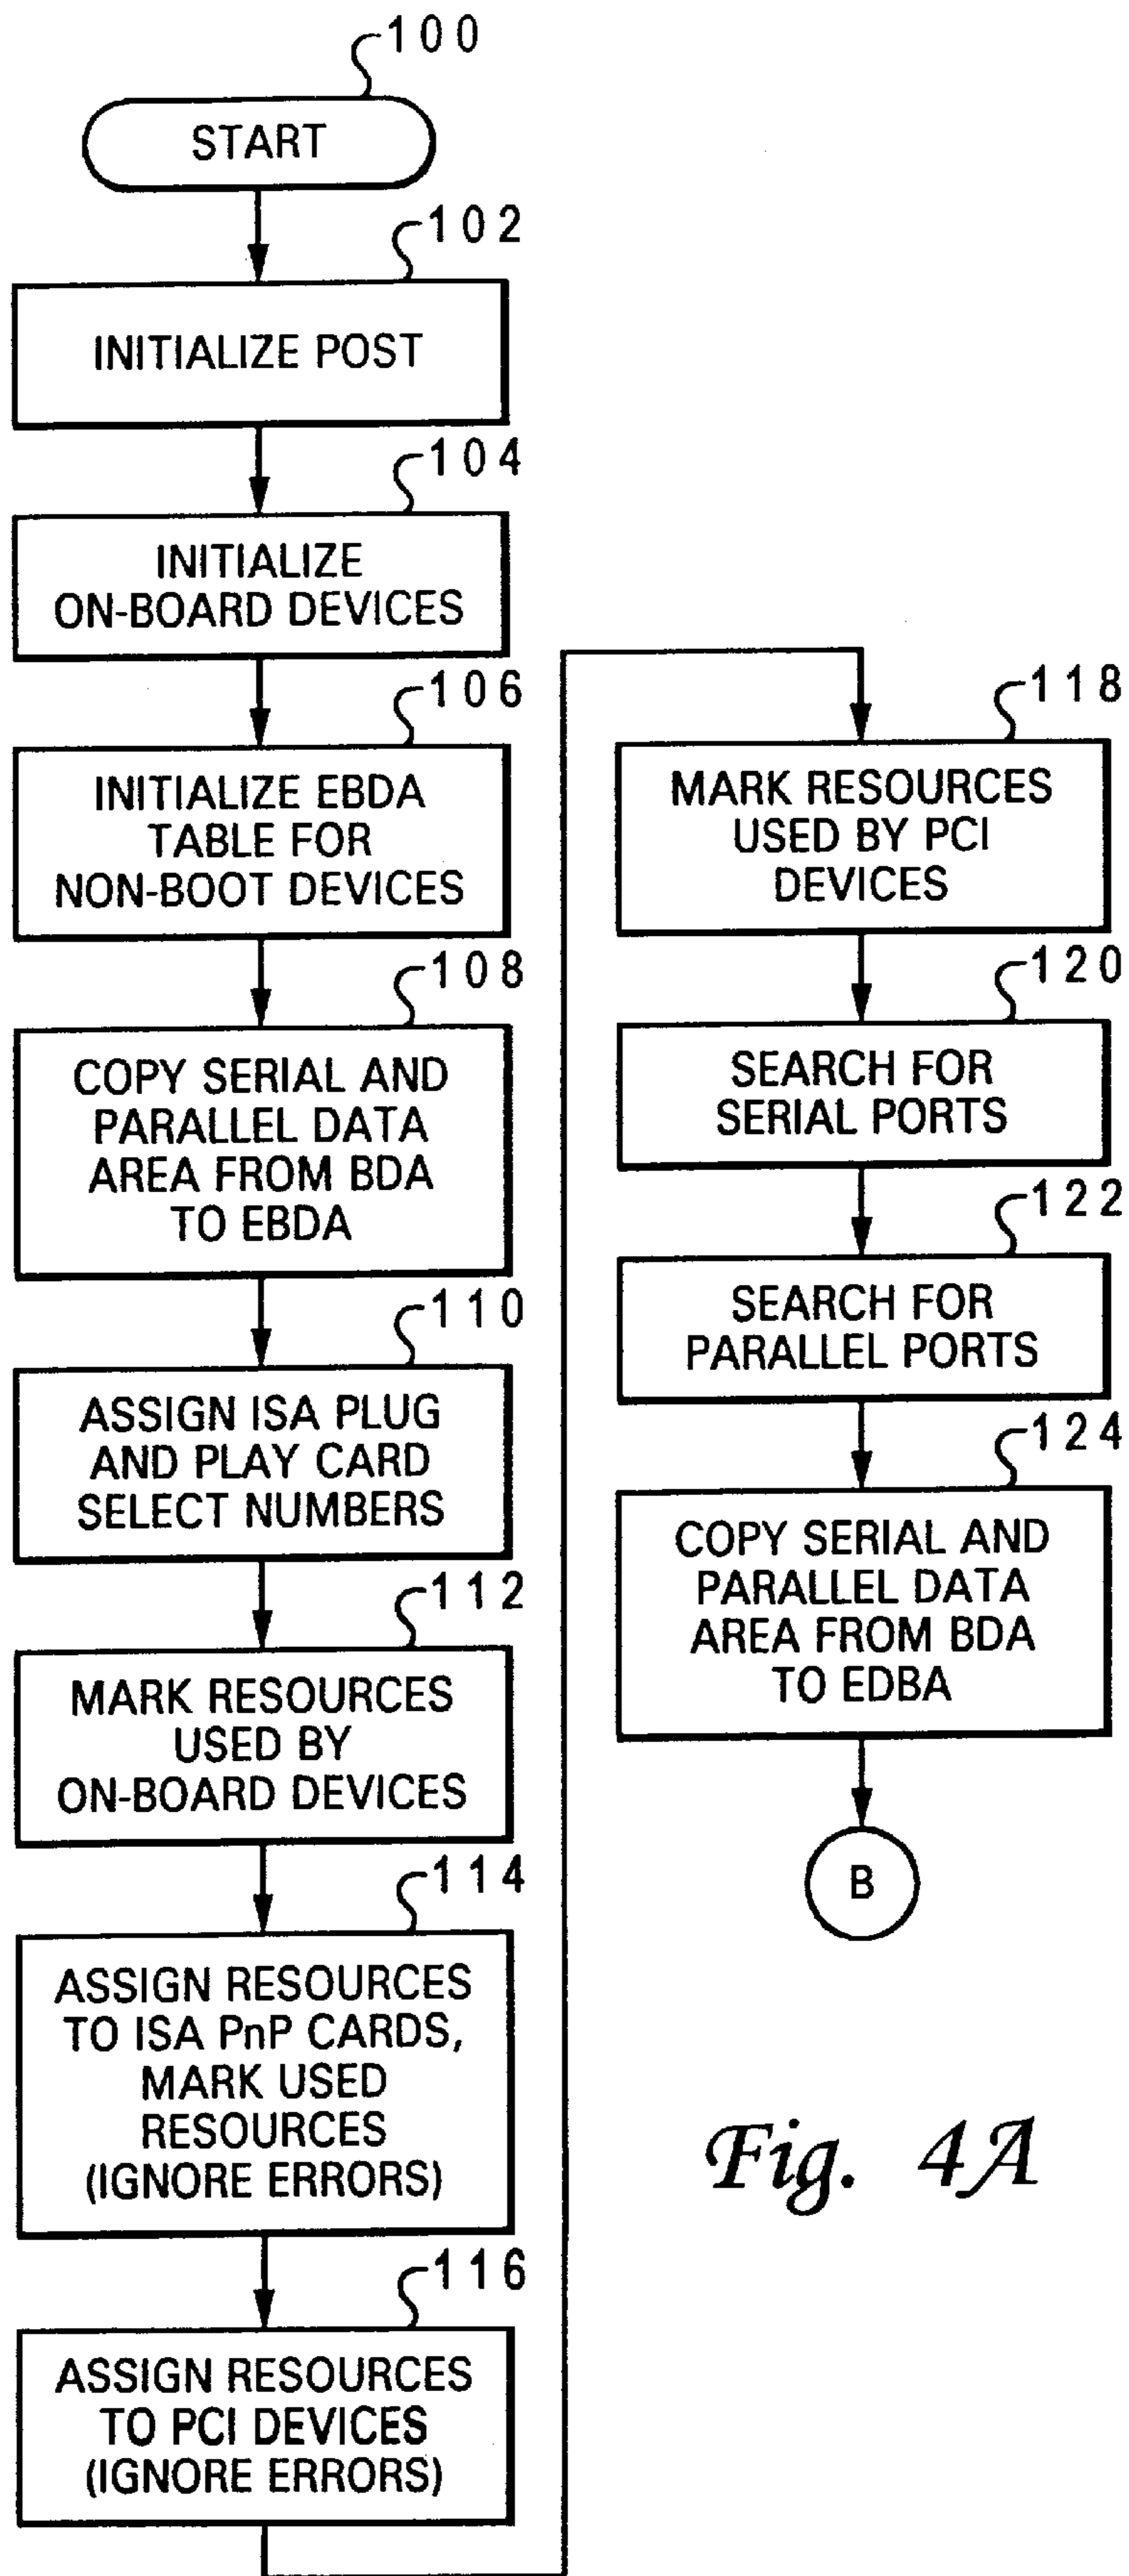 100
START
102
INITIALIZE POST
104
INITIALIZE
ON-BOARD DEVICES
106
INITIALIZE EBDA
TABLE FOR
NON-BOOT DEVICES
108
COPY SERIAL AND
PARALLEL DATA
AREA FROM BDA
TO EBDA
110
ASSIGN ISA PLUG
AND PLAY CARD
SELECT NUMBERS
112
MARK RESOURCES
USED BY
ON-BOARD DEVICES
114
ASSIGN RESOURCES
TO ISA PnP CARDS,
MARK USED
RESOURCES
(IGNORE ERRORS)
116
ASSIGN RESOURCES
TO PCI DEVICES
(IGNORE ERRORS)
118
MARK RESOURCES
USED BY PCI
DEVICES
120
SEARCH FOR
SERIAL PORTS
122
SEARCH FOR
PARALLEL PORTS
124
COPY SERIAL AND
PARALLEL DATA
AREA FROM BDA
TO EDBA
B
Fig. 4A